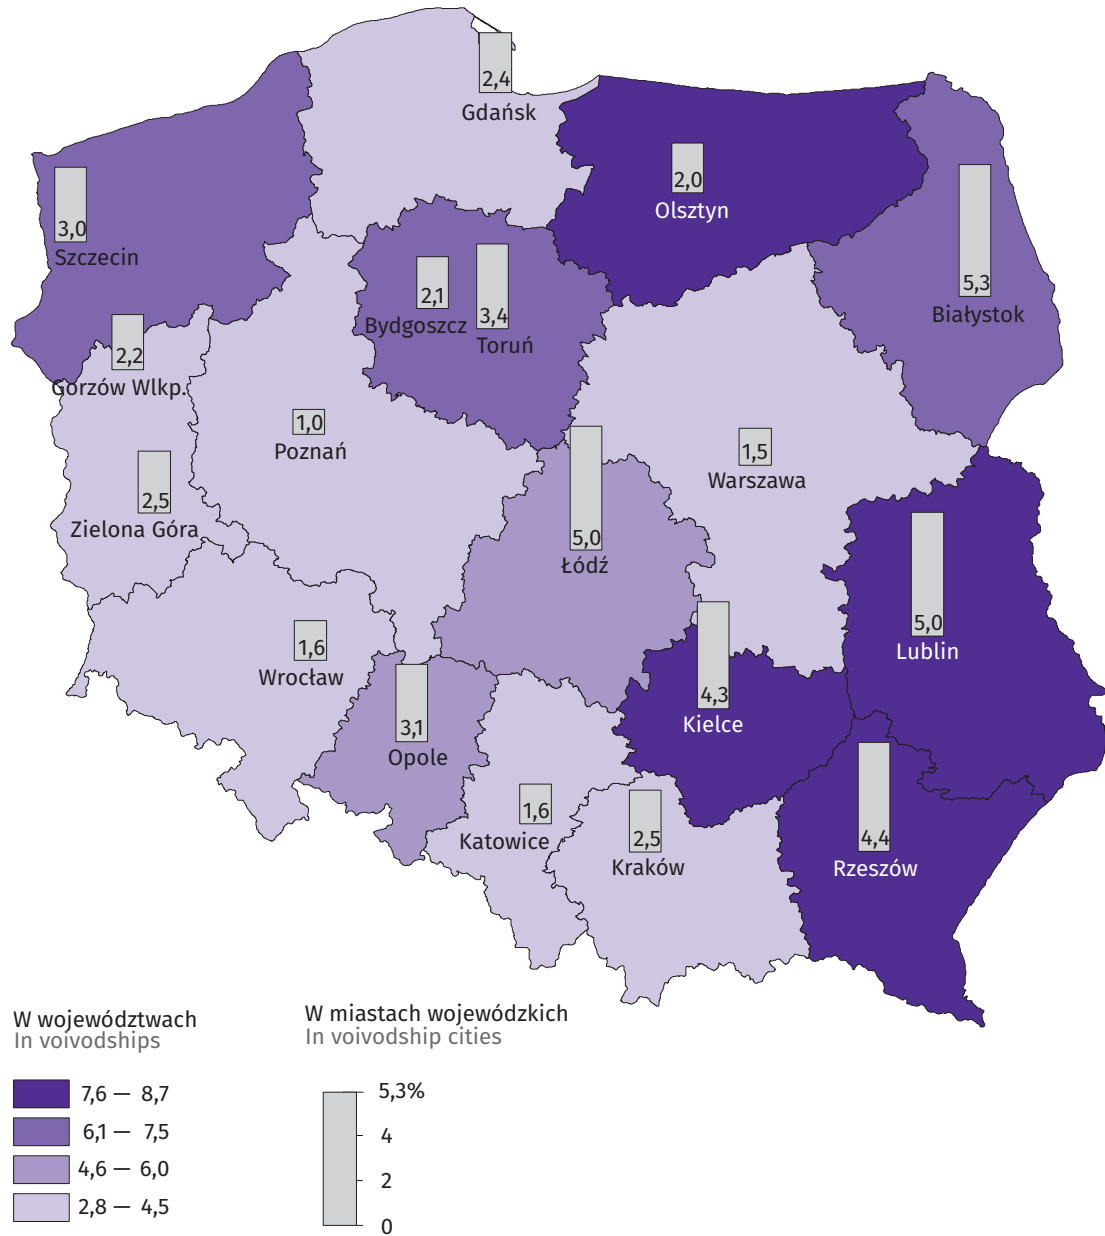 2,4
Gdańsk
2,0
Olsztyn
3,0
Szczecin
5,3
Białystok
2,1
Bydgoszcz
3,4
Toruń
2,2
Gorzów Wlkp.
1,0
Poznań
1,5
Warszawa
2,5
Zielona Góra
5,0
Łódź
5,0
Lublin
1,6
Wrocław
4,3
Kielce
3,1
Opole
1,6
Katowice
2,5
Kraków
4,4
Rzeszów
W województwach
In voivodships
7,6 — 8,7
6,1 — 7,5
4,6 — 6,0
2,8 — 4,5
W miastach wojewódzkich
In voivodship cities
5,3%
4
2
0